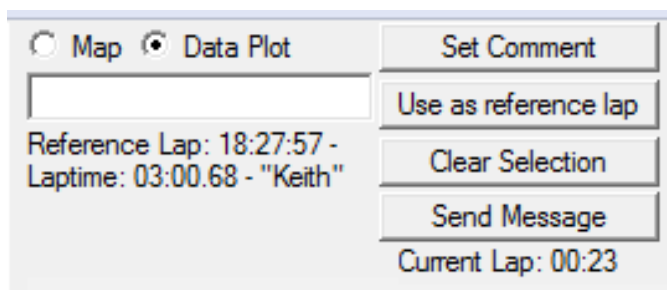 Map Data Plot
Set Comment
Use as reference lap
Reference Lap: 18:27:57 -
Laptime: 03:00.68 - "Keith"
Clear Selection
Send Message
Current Lap: 00:23